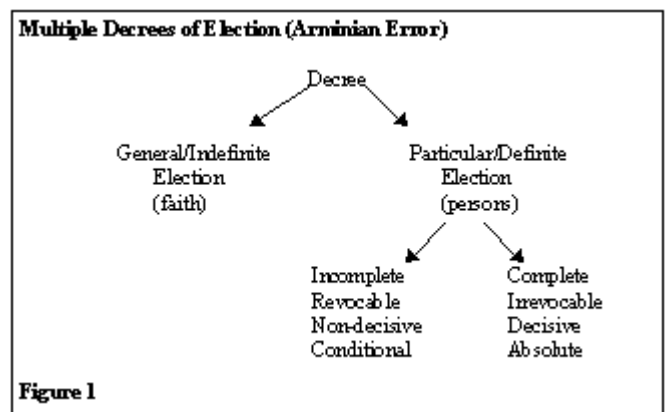 Multiple Decrees of Election (Arminian Error)
Decree
General/Indefinite
Election
(faith)
Particular/Definite
Election
(persons)
Incomplete
Revocable
Non-decisive
Conditional
Complete
Irrevocable
Decisive
Absolute
Figure 1